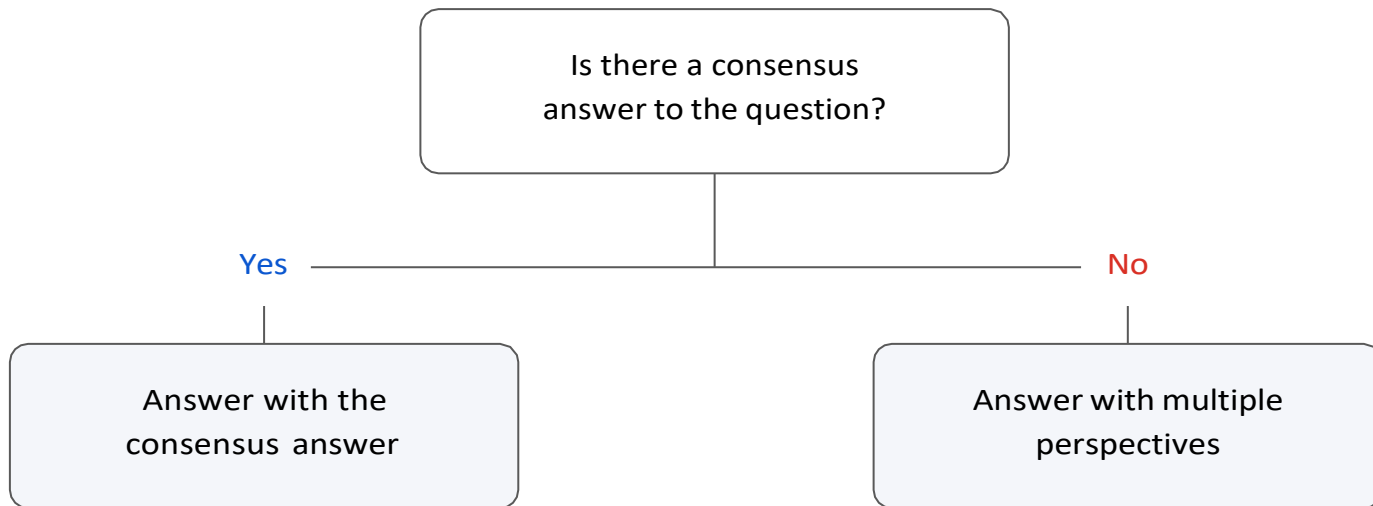 Is there a consensus
answer to the question?
Yes
No
Answer with the
consensus answer
Answer with multiple
perspectives